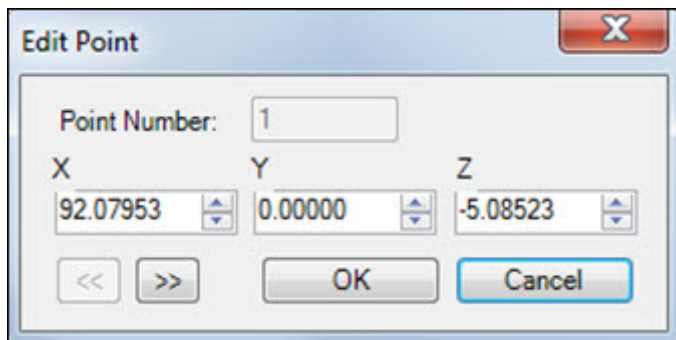 Edit Point
Point Number: 1
X Y Z
92.07953 0.00000 -5.08523
<< >> OK Cancel